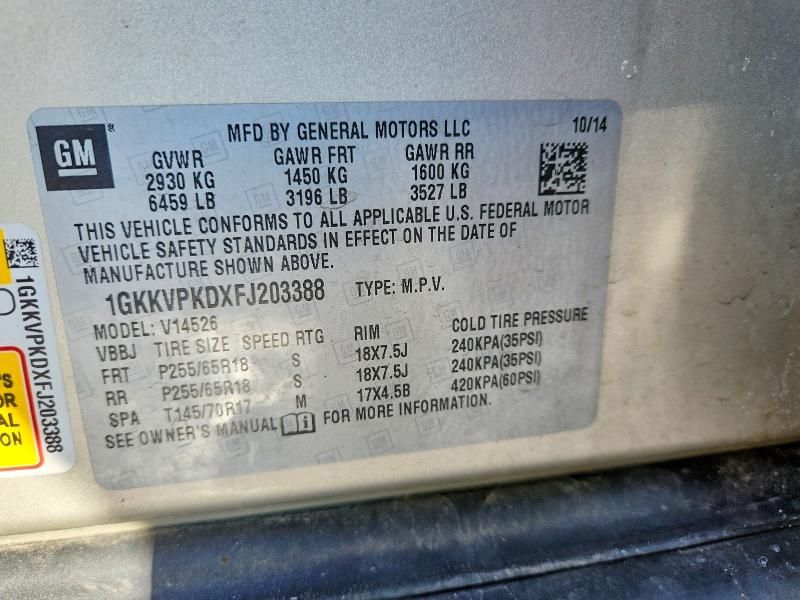 GM
MFD BY GENERAL MOTORS LLC 10/14
GVWR GAWR FRT GAWR RR
2930 KG 1450 KG 1600 KG
6459 LB 3196 LB 3527 LB
THIS VEHICLE CONFORMS TO ALL APPLICABLE U.S. FEDERAL MOTOR
VEHICLE SAFETY STANDARDS IN EFFECT ON THE DATE OF
MANUFACTURE SHOWN ABOVE.
1GKKVPKDXFJ203388 TYPE: M.P.V.
MODEL: V14526
VBBJ TIRE SIZE SPEED RTG RIM COLD TIRE PRESSURE
FRT P255/65R18 S 18X7.5J 240KPA(35PSI)
RR P255/65R18 S 18X7.5J 240KPA(35PSI)
SPA T145/70R17 M 17X4.5B 420KPA(60PSI)
SEE OWNER'S MANUAL FOR MORE INFORMATION.
1GKKVPKDXFJ203388
'S
OR
AL
ON